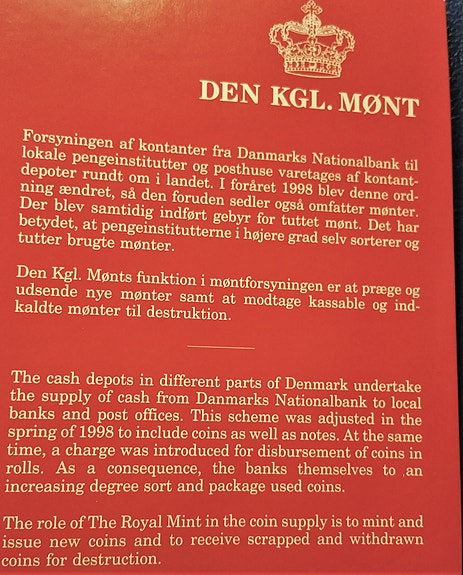 DEN KGL. MØNT
Forsyningen af kontanter fra Danmarks Nationalbank til
lokale pengeinstitutter og posthuse varetages af kontant-
depoter rundt om i landet. I foråret 1998 blev denne ord-
ning ændret, så den foruden sedler også omfatter mønter.
Der blev samtidig indført gebyr for tuttet mønt. Det har
betydet, at pengeinstitutterne i højere grad selv sorterer og
tutter brugte mønter.
Den Kgl. Mønts funktion i møntforsyningen er at præge og
udsende nye mønter samt at modtage kassable og ind-
kaldte mønter til destruktion.
The cash depots in different parts of Denmark undertake
the supply of cash from Danmarks Nationalbank to local
banks and post offices. This scheme was adjusted in the
spring of 1998 to include coins as well as notes. At the same
time, a charge was introduced for disbursement of coins in
rolls. As a consequence, the banks themselves to an
increasing degree sort and package used coins.
The role of The Royal Mint in the coin supply is to mint and
issue new coins and to receive scrapped and withdrawn
coins for destruction.